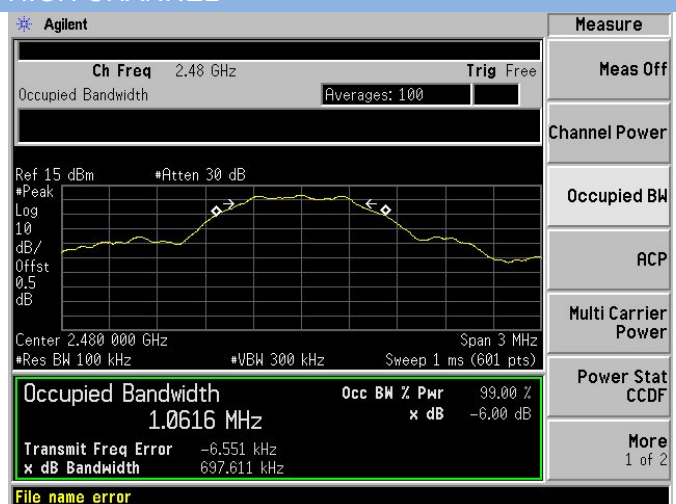 Agilent
Measure
Ch Freq 2.48 GHz Trig Free
Occupied Bandwidth Averages: 100
Meas Off
Channel Power
Occupied BW
ACP
Multi Carrier
Power
Power Stat
CCDF
More
1 of 2
Ref 15 dBm #Atten 30 dB
#Peak
Log
10
dB/
Offst
0.5
dB
Center 2.480 000 GHz Span 3 MHz
#Res BW 100 kHz #VBW 300 kHz Sweep 1 ms (601 pts)
Occupied Bandwidth Occ BW % Pwr 99.00 %
1.0616 MHz x dB -6.00 dB
Transmit Freq Error -6.551 kHz
x dB Bandwidth 697.611 kHz
File name error